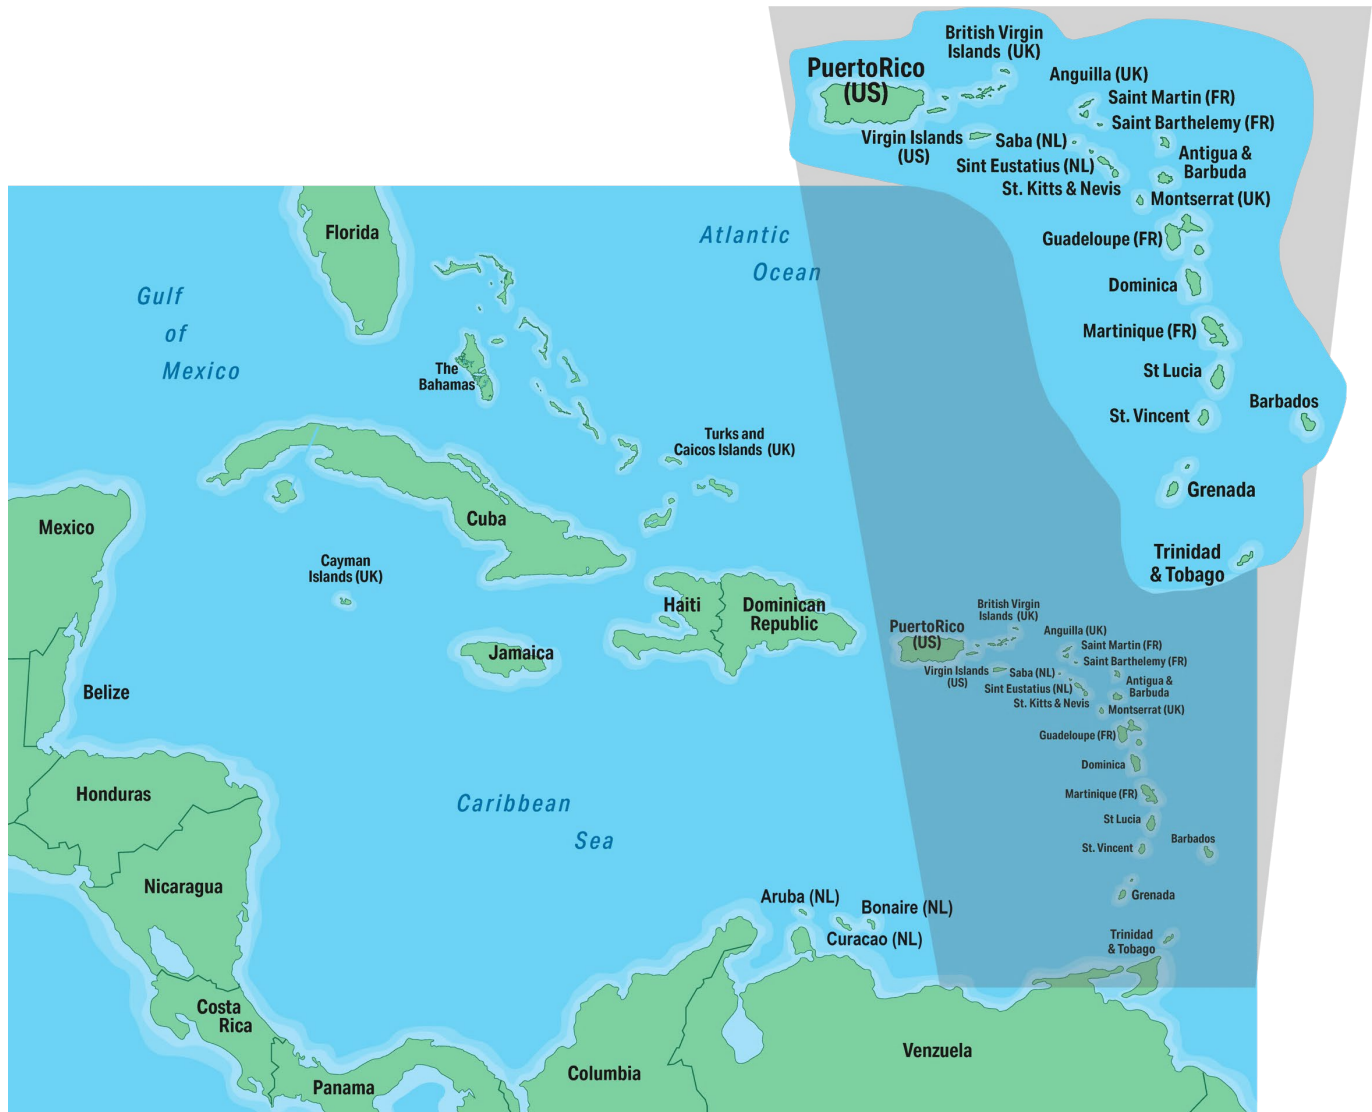 British Virgin
Islands (UK)
PuertoRico
(US)
Anguilla (UK)
Saint Martin (FR)
Saint Barthelemy (FR)
Virgin Islands
(US)
Saba (NL)
Sint Eustatius (NL)
St. Kitts & Nevis
Antigua &
Barbuda
Montserrat (UK)
Guadeloupe (FR)
Dominica
Martinique (FR)
St Lucia
St. Vincent
Barbados
Grenada
Trinidad
& Tobago
Florida
Atlantic
Ocean
Gulf
of
Mexico
The
Bahamas
Turks and
Caicos Islands (UK)
Mexico
Cuba
Cayman
Islands (UK)
Haiti
Dominican
Republic
Jamaica
Belize
British Virgin
Islands (UK)
PuertoRico
(US)
Anguilla (UK)
Saint Martin (FR)
Saint Barthelemy (FR)
Virgin Islands
(US)
Saba (NL)
Sint Eustatius (NL)
St. Kitts & Nevis
Antigua &
Barbuda
Montserrat (UK)
Guadeloupe (FR)
Dominica
Martinique (FR)
St Lucia
St. Vincent
Barbados
Grenada
Trinidad
& Tobago
Honduras
Caribbean
Sea
Nicaragua
Aruba (NL)
Bonaire (NL)
Curacao (NL)
Costa
Rica
Panama
Columbia
Venzuela